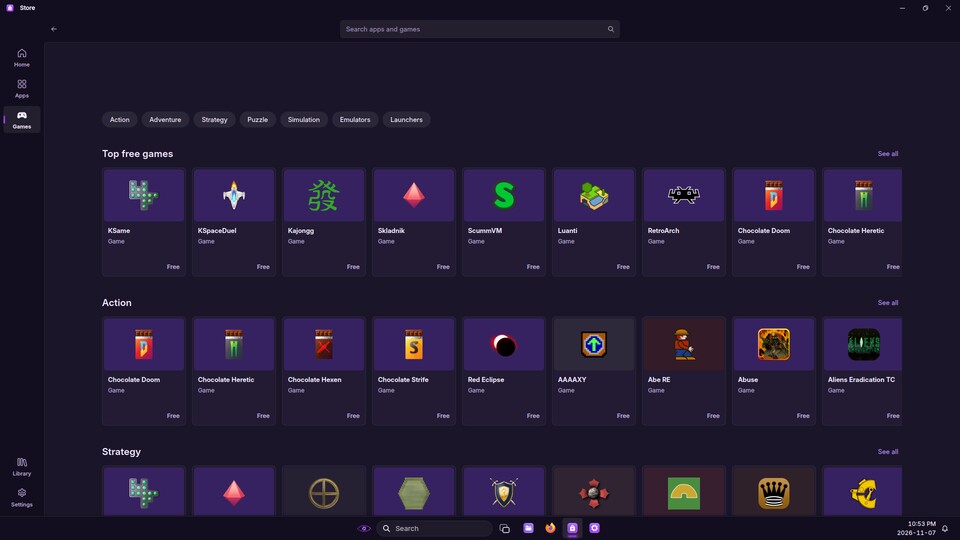 Store
Search apps and games
Home
Apps
Games
Action Adventure Strategy Puzzle Simulation Emulators Launchers
Top free games See all
發
S
D
H
KSame KSpaceDuel Kajongg Skladnik ScummVM Luanti RetroArch Chocolate Doom Chocolate Heretic
Game Game Game Game Game Game Game Game Game
Free Free Free Free Free Free Free Free Free
Action See all
D
H
X
S
ALIENS
Chocolate Doom Chocolate Heretic Chocolate Hexen Chocolate Strife Red Eclipse AAAAXY Abe RE Abuse Aliens Eradication TC
Game Game Game Game Game Game Game Game Game
Free Free Free Free Free Free Free Free Free
Strategy See all
Library
Settings
Search
10:53 PM
2026-11-07